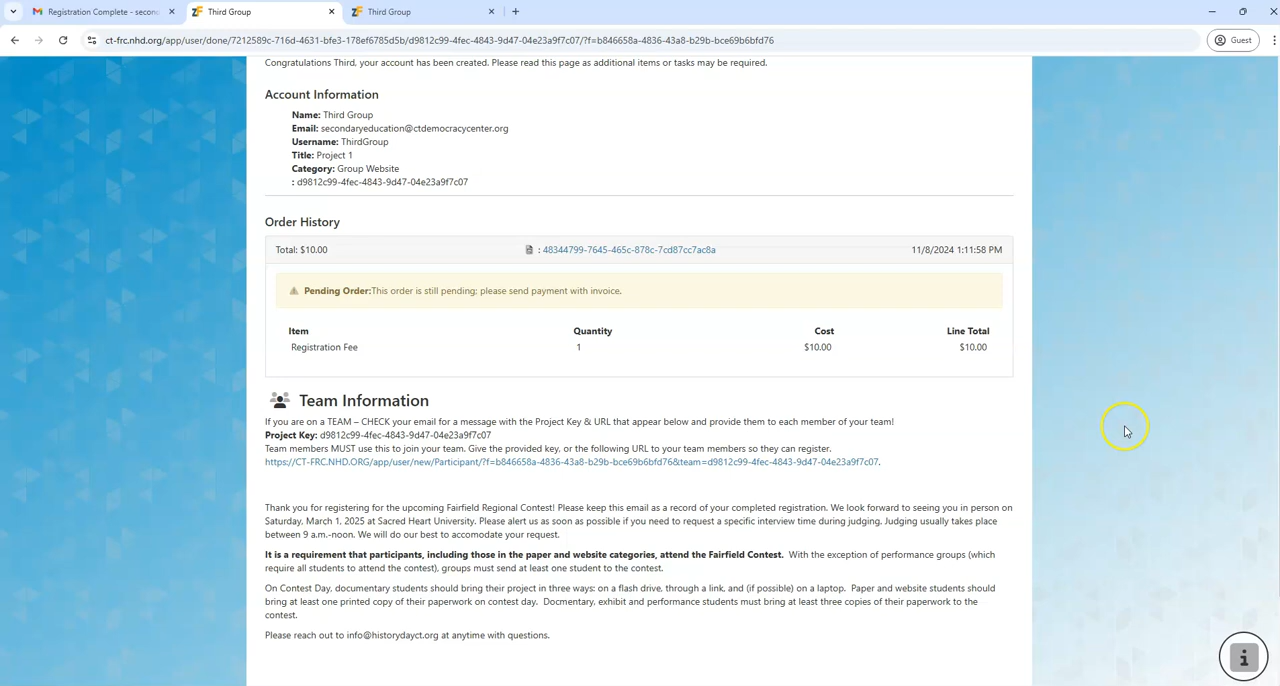 Registration Complete - second
Third Group
Third Group
ct-frc.nhd.org/app/user/done/7212589c-716d-4631-bfe3-178ef6785d5b/d9812c99-4fec-4843-9d47-04e23a9f7c07/?f=b846658a-4836-43a8-b29b-bce69b6bfd76
Guest
Congratulations Third, your account has been created. Please read this page as additional items or tasks may be required.
Account Information
Name: Third Group
Email: secondaryeducation@ctdemocracycenter.org
Username: ThirdGroup
Title: Project 1
Category: Group Website
: d9812c99-4fec-4843-9d47-04e23a9f7c07
Order History
Total: $10.00 : 48344799-7645-465c-878c-7cd87cc7ac8a 11/8/2024 1:11:58 PM
Pending Order:This order is still pending; please send payment with invoice.
Item Quantity Cost Line Total
Registration Fee 1 $10.00 $10.00
Team Information
If you are on a TEAM – CHECK your email for a message with the Project Key & URL that appear below and provide them to each member of your team!
Project Key: d9812c99-4fec-4843-9d47-04e23a9f7c07
Team members MUST use this to join your team. Give the provided key, or the following URL to your team members so they can register.
https://CT-FRC.NHD.ORG/app/user/new/Participant/?f=b846658a-4836-43a8-b29b-bce69b6bfd76&team=d9812c99-4fec-4843-9d47-04e23a9f7c07.
Thank you for registering for the upcoming Fairfield Regional Contest! Please keep this email as a record of your completed registration. We look forward to seeing you in person on
Saturday, March 1, 2025 at Sacred Heart University. Please alert us as soon as possible if you need to request a specific interview time during judging. Judging usually takes place
between 9 a.m.-noon. We will do our best to accomodate your request.
It is a requirement that participants, including those in the paper and website categories, attend the Fairfield Contest. With the exception of performance groups (which
require all students to attend the contest), groups must send at least one student to the contest.
On Contest Day, documentary students should bring their project in three ways: on a flash drive, through a link, and (if possible) on a laptop. Paper and website students should
bring at least one printed copy of their paperwork on contest day. Docmentary, exhibit and performance students must bring at least three copies of their paperwork to the
contest.
Please reach out to info@historydayct.org at anytime with questions.